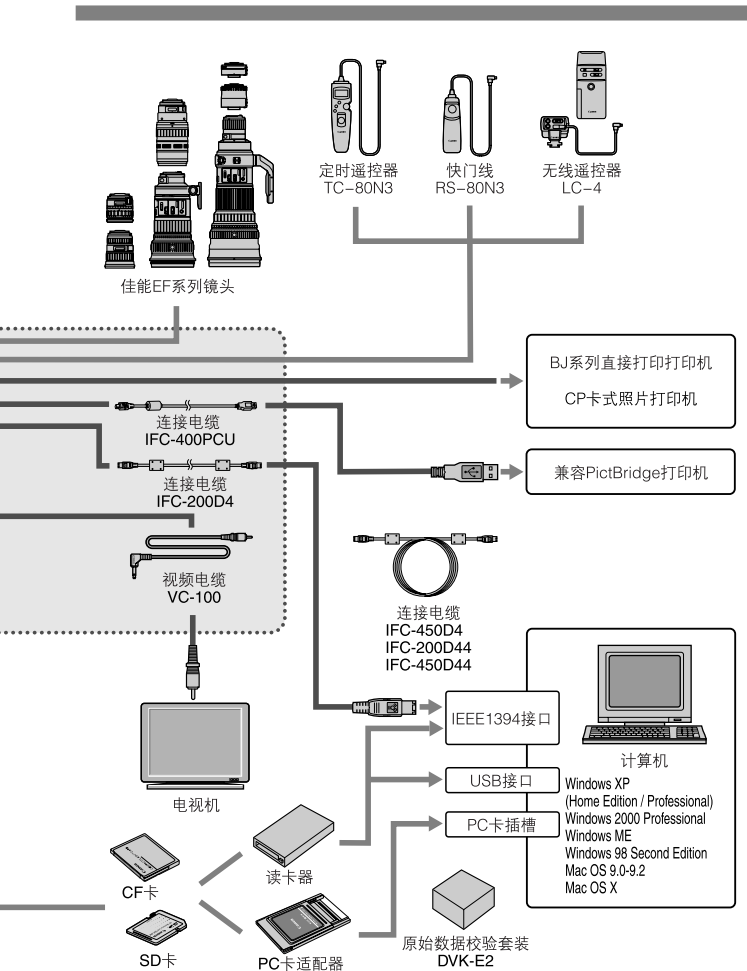 定时遥控器
TC-80N3
快门线
RS-80N3
无线遥控器
LC-4
佳能EF系列镜头
BJ系列直接打印打印机
CP卡式照片打印机
连接电缆
IFC-400PCU
兼容PictBridge打印机
连接电缆
IFC-200D4
视频电缆
VC-100
连接电缆
IFC-450D4
IFC-200D44
IFC-450D44
IEEE1394接口
计算机
USB接口
PC卡插槽
Windows XP
(Home Edition / Professional)
Windows 2000 Professional
Windows ME
Windows 98 Second Edition
Mac OS 9.0-9.2
Mac OS X
电视机
CF卡
读卡器
SD卡
PC卡适配器
原始数据校验套装
DVK-E2